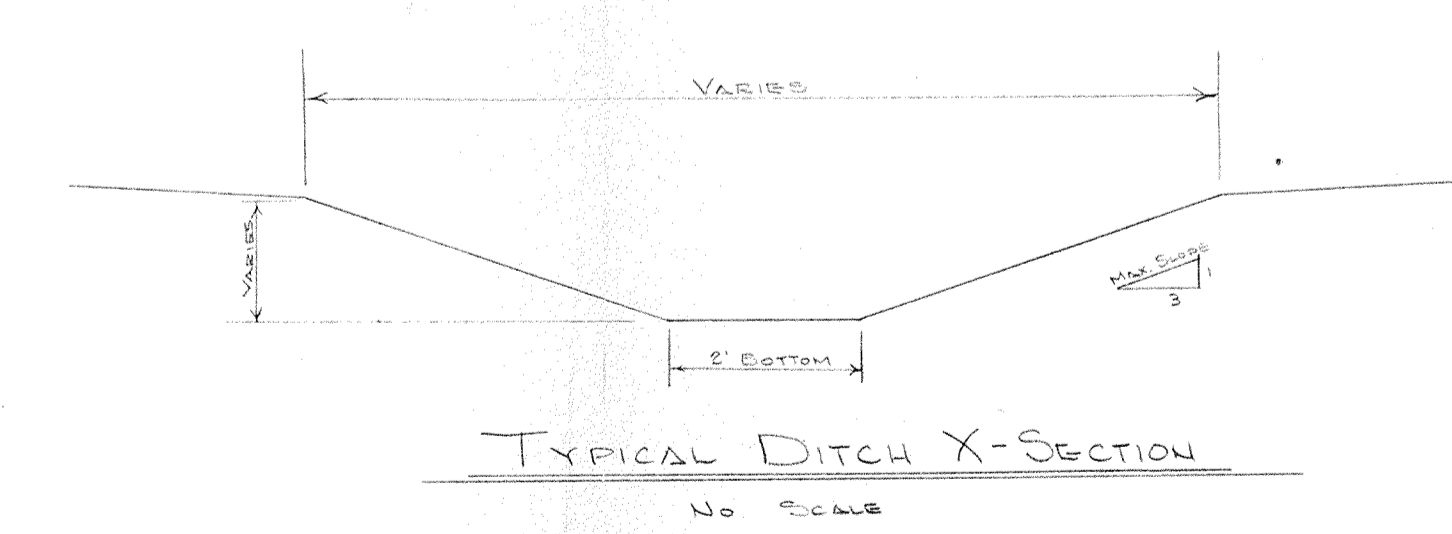 VARIES
VARIES
MAX. SLOPE
1
3
2' BOTTOM
TYPICAL DITCH X-SECTION
NO SCALE